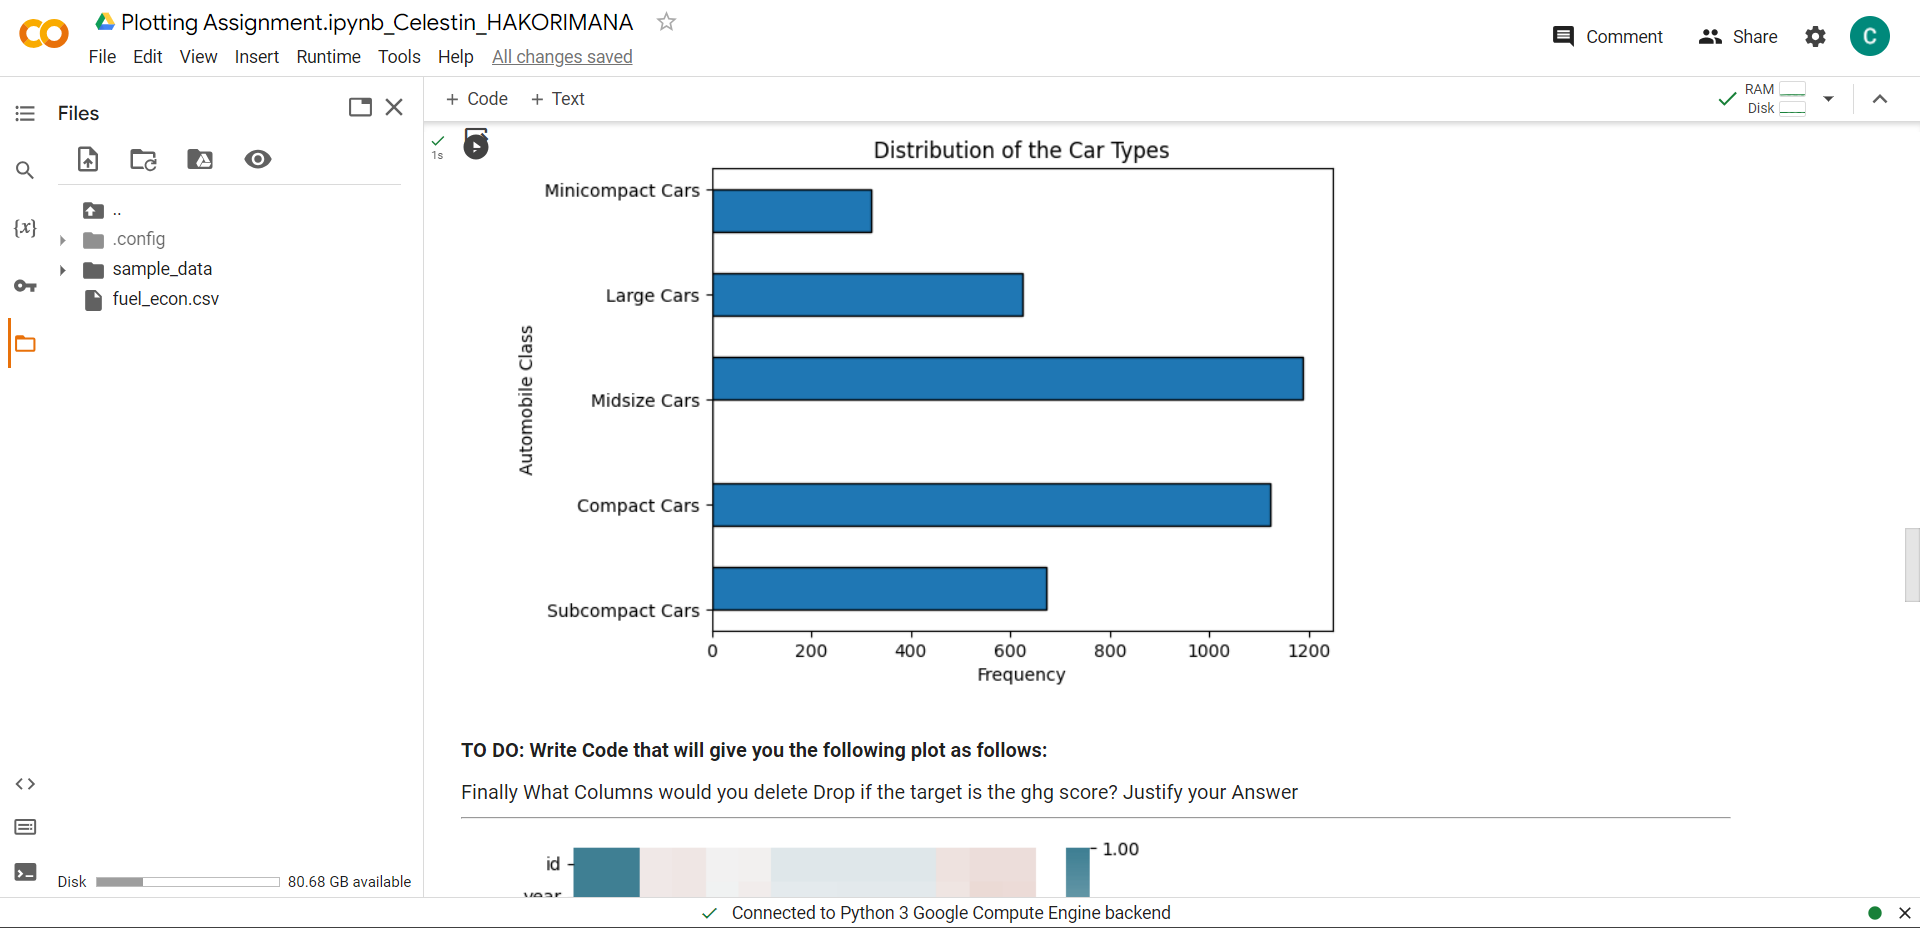 Plotting Assignment.ipynb_Celestin_HAKORIMANA
File Edit View Insert Runtime Tools Help All changes saved
Comment Share C
Files
+ Code + Text
RAM
Disk
1s
..
.config
sample_data
fuel_econ.csv
{x}
Distribution of the Car Types
Minicompact Cars
Large Cars
Midsize Cars
Compact Cars
Subcompact Cars
Automobile Class
0 200 400 600 800 1000 1200
Frequency
TO DO: Write Code that will give you the following plot as follows:
Finally What Columns would you delete Drop if the target is the ghg score? Justify your Answer
id
year
1.00
Disk 80.68 GB available
Connected to Python 3 Google Compute Engine backend